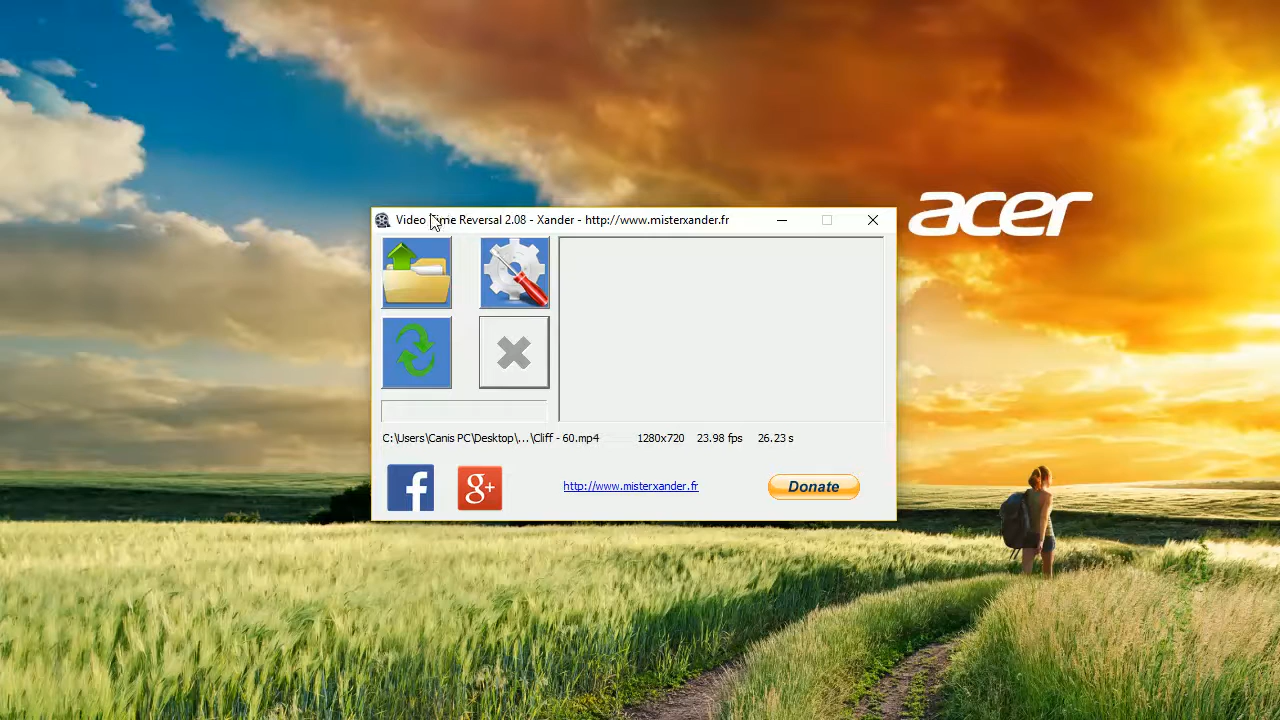 Video Time Reversal 2.08 - Xander - http://www.misterxander.fr
acer
C:\Users\Canis PC\Desktop\...\Cliff - 60.mp4 1280x720 23.98 fps 26.23 s
f
g+
http://www.misterxander.fr
Donate